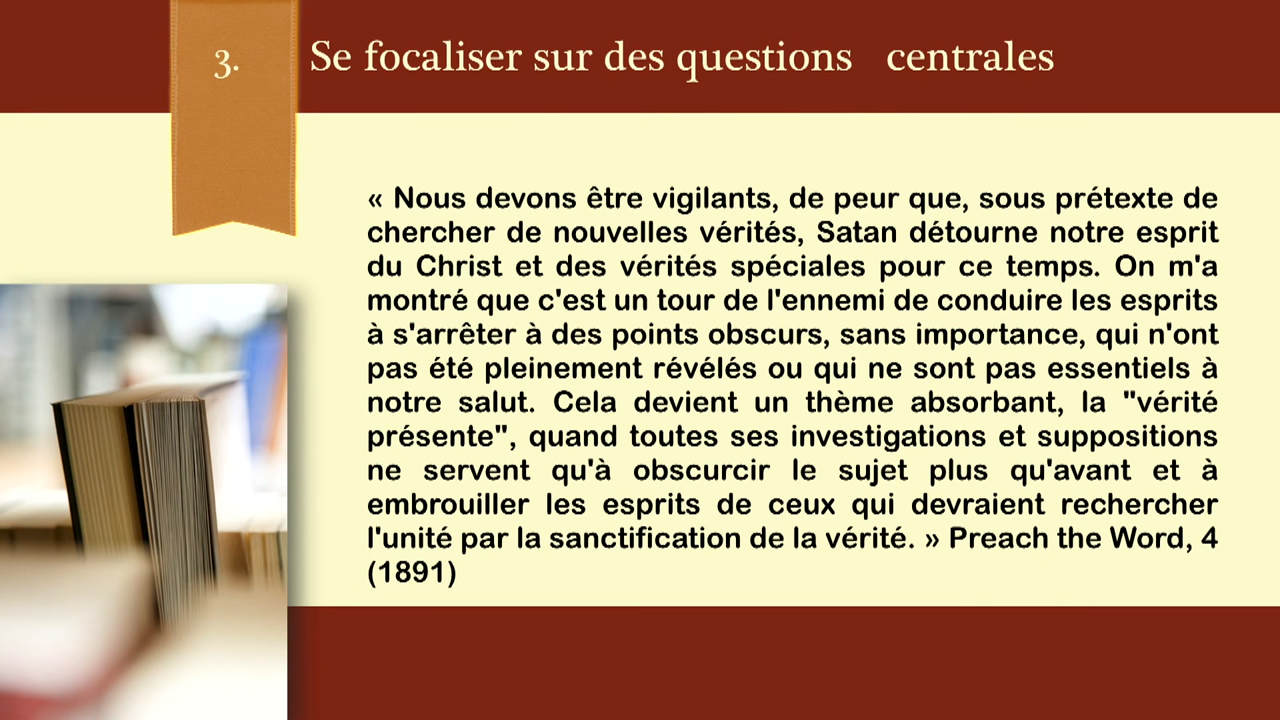 3. Se focaliser sur des questions centrales
« Nous devons être vigilants, de peur que, sous prétexte de
chercher de nouvelles vérités, Satan détourne notre esprit
du Christ et des vérités spéciales pour ce temps. On m'a
montré que c'est un tour de l'ennemi de conduire les esprits
à s'arrêter à des points obscurs, sans importance, qui n'ont
pas été pleinement révélés ou qui ne sont pas essentiels à
notre salut. Cela devient un thème absorbant, la "vérité
présente", quand toutes ses investigations et suppositions
ne servent qu'à obscurcir le sujet plus qu'avant et à
embrouiller les esprits de ceux qui devraient rechercher
l'unité par la sanctification de la vérité. » Preach the Word, 4
(1891)